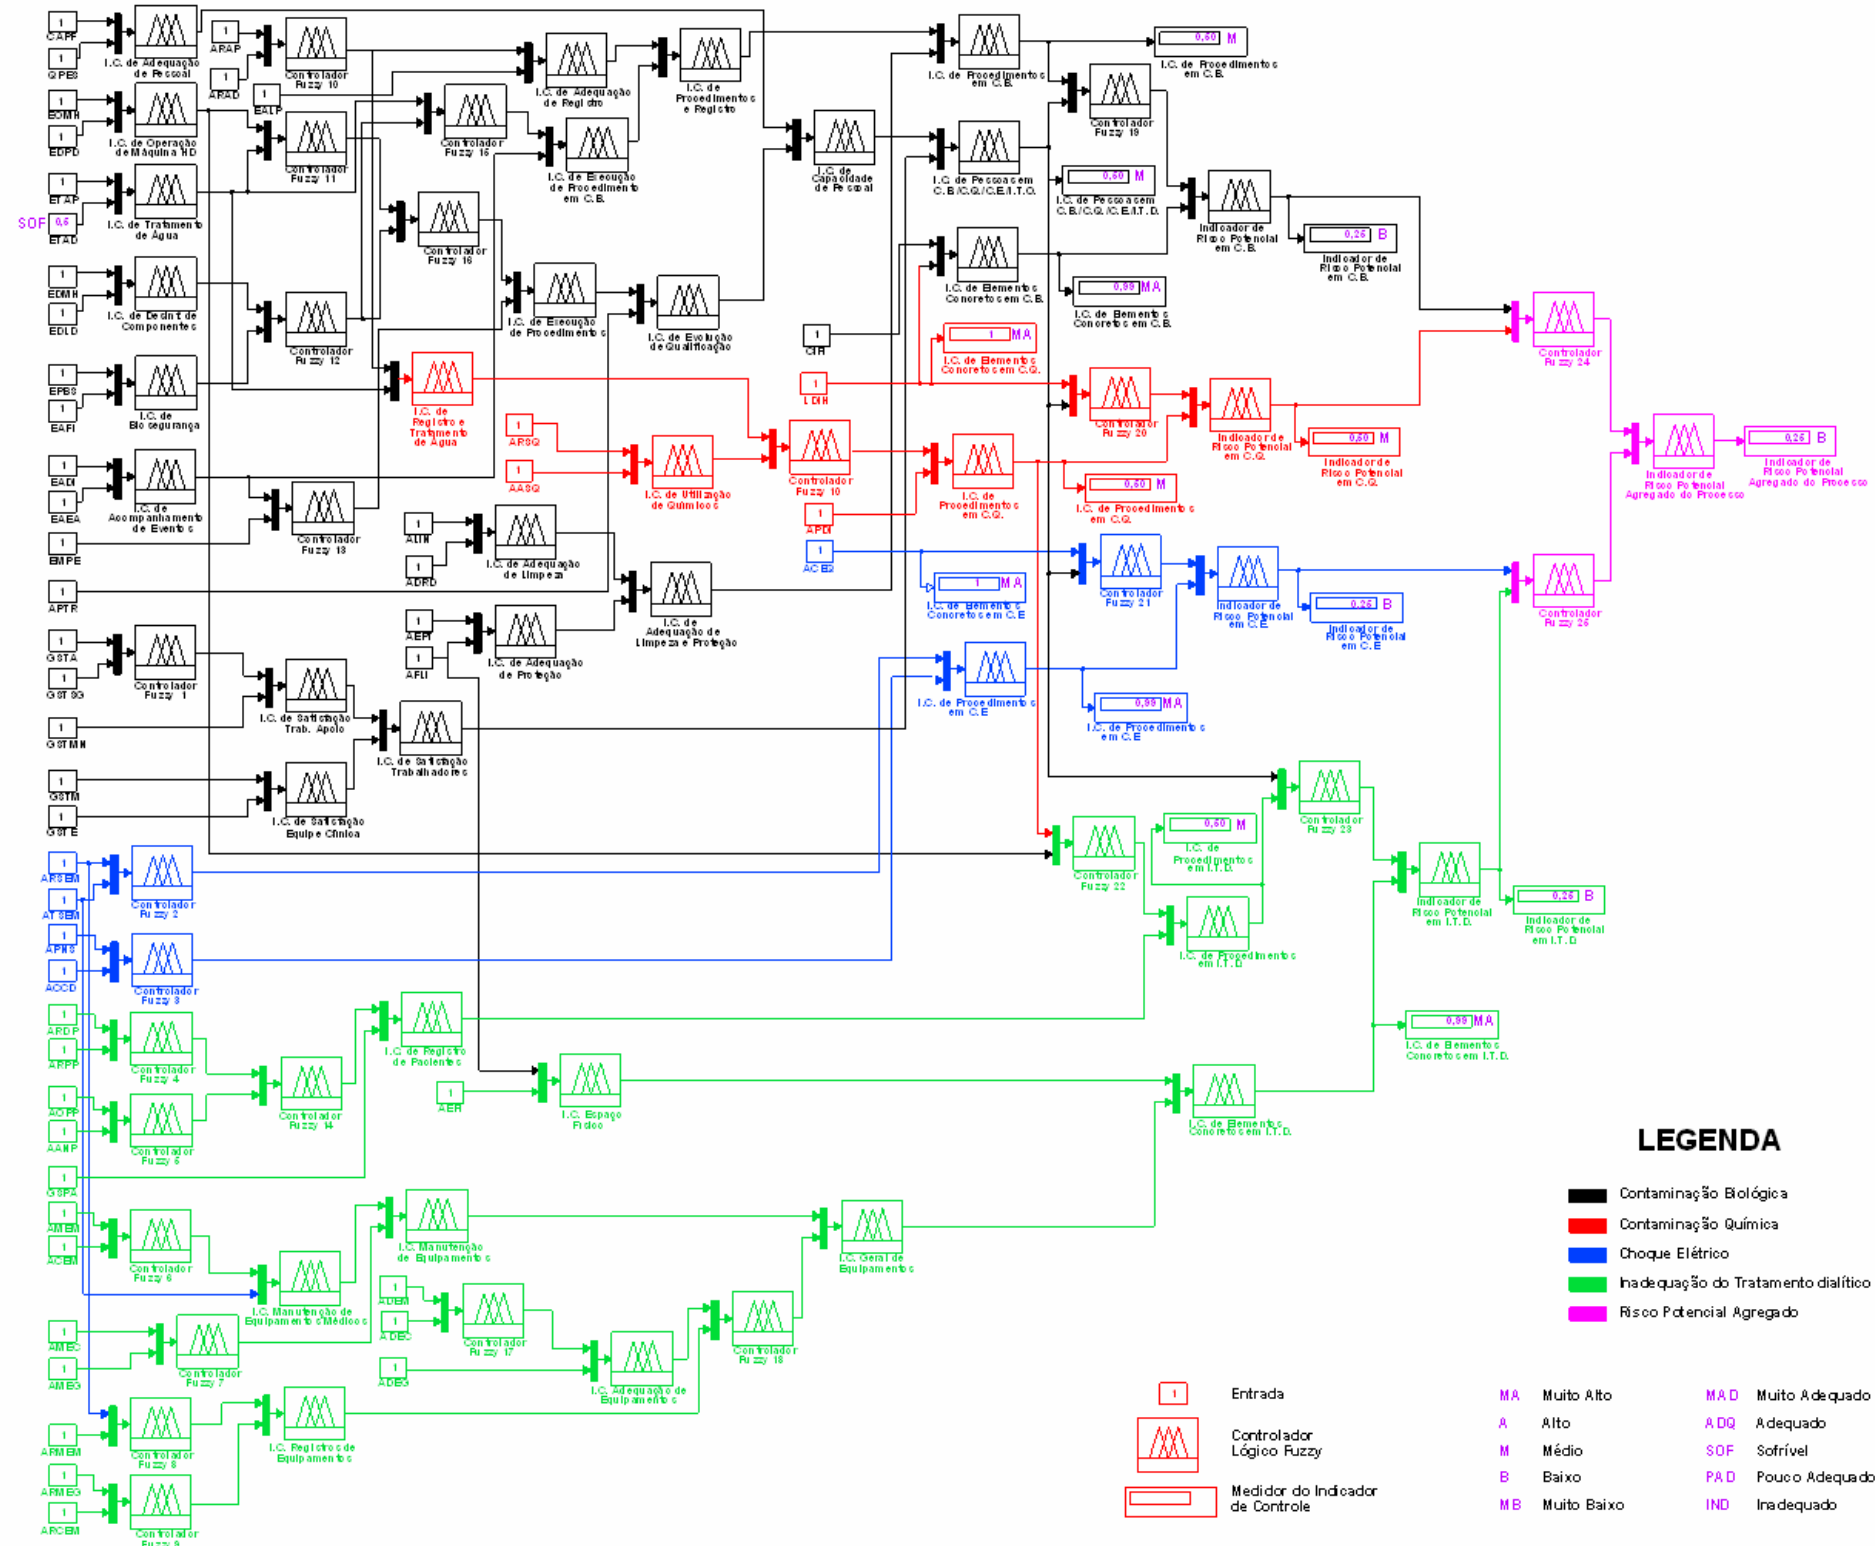 CAPF
QPES
I.C. de Adequação
de Pessoal
ARAP
ARAD
Controlador
Fuzzy 10
EALP
I.C. de Adequação
de Registro
I.C. de
Procedimentos
e Registro
I.C. de Procedimentos
em C.B.
0,50 M
I.C. de Procedimentos
em C.B.
EDMH
EDPD
I.C. de Operação
de Máquina HD
Controlador
Fuzzy 11
Controlador
Fuzzy 15
I.C. de Execução
de Procedimento
em C.B.
I.C. de
Capacidade
de Pessoal
I.C. de Pessoas em
C.B./C.Q./C.E./I.T.D.
Controlador
Fuzzy 19
0,50 M
I.C. de Pessoas em
C.B./C.Q./C.E./I.T.D.
ETAP
SOF 0,5
ETAD
I.C. de Tratamento
de Água
Controlador
Fuzzy 16
I.C. de Elementos
Concretos em C.B.
0,99 MA
I.C. de Elementos
Concretos em C.B.
Indicador de
Risco Potencial
em C.B.
0,25 B
Indicador de
Risco Potencial
em C.B.
EDMH
EDLD
I.C. de Desinf. de
Componentes
Controlador
Fuzzy 12
I.C. de Execução
de Procedimentos
I.C. de Evolução
de Qualificação
CIH
1 MA
I.C. de Elementos
Concretos em C.Q.
Controlador
Fuzzy 24
EPBS
EAFI
I.C. de
Biossegurança
I.C. de
Registro e
Tratamento
de Água
LDIH
Controlador
Fuzzy 20
Indicador de
Risco Potencial
em C.Q.
0,50 M
Indicador de
Risco Potencial
em C.Q.
ARSQ
AASQ
I.C. de Utilização
de Químicos
I.C. de
Procedimentos
em C.Q.
0,50 M
I.C. de Procedimentos
em C.Q.
APDI
Indicador de
Risco Potencial
Agregado do Processo
0,25 B
Indicador de
Risco Potencial
Agregado do Processo
EADI
EAEA
I.C. de
Acompanhamento
de Eventos
EMPE
Controlador
Fuzzy 13
ALIH
ADRD
I.C. de Adequação
de Limpeza
1 MA
I.C. de Elementos
Concretos em C.E
Controlador
Fuzzy 21
Indicador de
Risco Potencial
em C.E
0,25 B
Indicador de
Risco Potencial
em C.E
Controlador
Fuzzy 25
APTR
AEPI
APLI
I.C. de Adequação
de Proteção
I.C. de
Adequação de
Limpeza e Proteção
GSTA
GSTSG
Controlador
Fuzzy 1
I.C. de Satisfação
Trab. Apoio
GSTMH
I.C. de Satisfação
Trabalhadores
I.C. de Procedimentos
em C.E
0,99 MA
I.C. de Procedimentos
em C.E
GSTM
GSTE
I.C. de Satisfação
Equipe Clínica
Controlador
Fuzzy 23
0,50 M
I.C. de
Procedimentos
em I.T.D.
Controlador
Fuzzy 22
I.C. de Procedimentos
em I.T.D
Indicador de
Risco Potencial
em I.T.D.
0,25 B
Indicador de
Risco Potencial
em I.T.D
ARSEM
ATSEM
Controlador
Fuzzy 2
APNS
ACCD
Controlador
Fuzzy 3
ARDP
ARPP
Controlador
Fuzzy 4
I.C. de Registro
de Pacientes
0,99 MA
I.C. de Elementos
Concretos em I.T.D.
AOPP
AANP
Controlador
Fuzzy 5
Controlador
Fuzzy 14
AEH
I.C. Espaço
Físico
I.C. de Elementos
Concretos em I.T.D.
GSPA
AMEM
ACEM
Controlador
Fuzzy 6
I.C. Manutenção
de Equipamentos
I.C. Geral de
Equipamentos
I.C. Manutenção de
Equipamentos Médicos
AMEC
AMEG
Controlador
Fuzzy 7
ADEM
ADEC
Controlador
Fuzzy 17
ADEG
I.C. Adequação de
Equipamentos
Controlador
Fuzzy 18
ARMEM
Controlador
Fuzzy 8
I.C. Registros de
Equipamentos
ARMEG
ARCEM
Controlador
Fuzzy 9
LEGENDA
Contaminação Biológica
Contaminação Química
Choque Elétrico
Inadequação do Tratamento dialítico
Risco Potencial Agregado
1 Entrada
Controlador
Lógico Fuzzy
Medidor do Indicador
de Controle
MA Muito Alto
A Alto
M Médio
B Baixo
MB Muito Baixo
MAD Muito Adequado
ADQ Adequado
SOF Sofrível
PAD Pouco Adequado
IND Inadequado